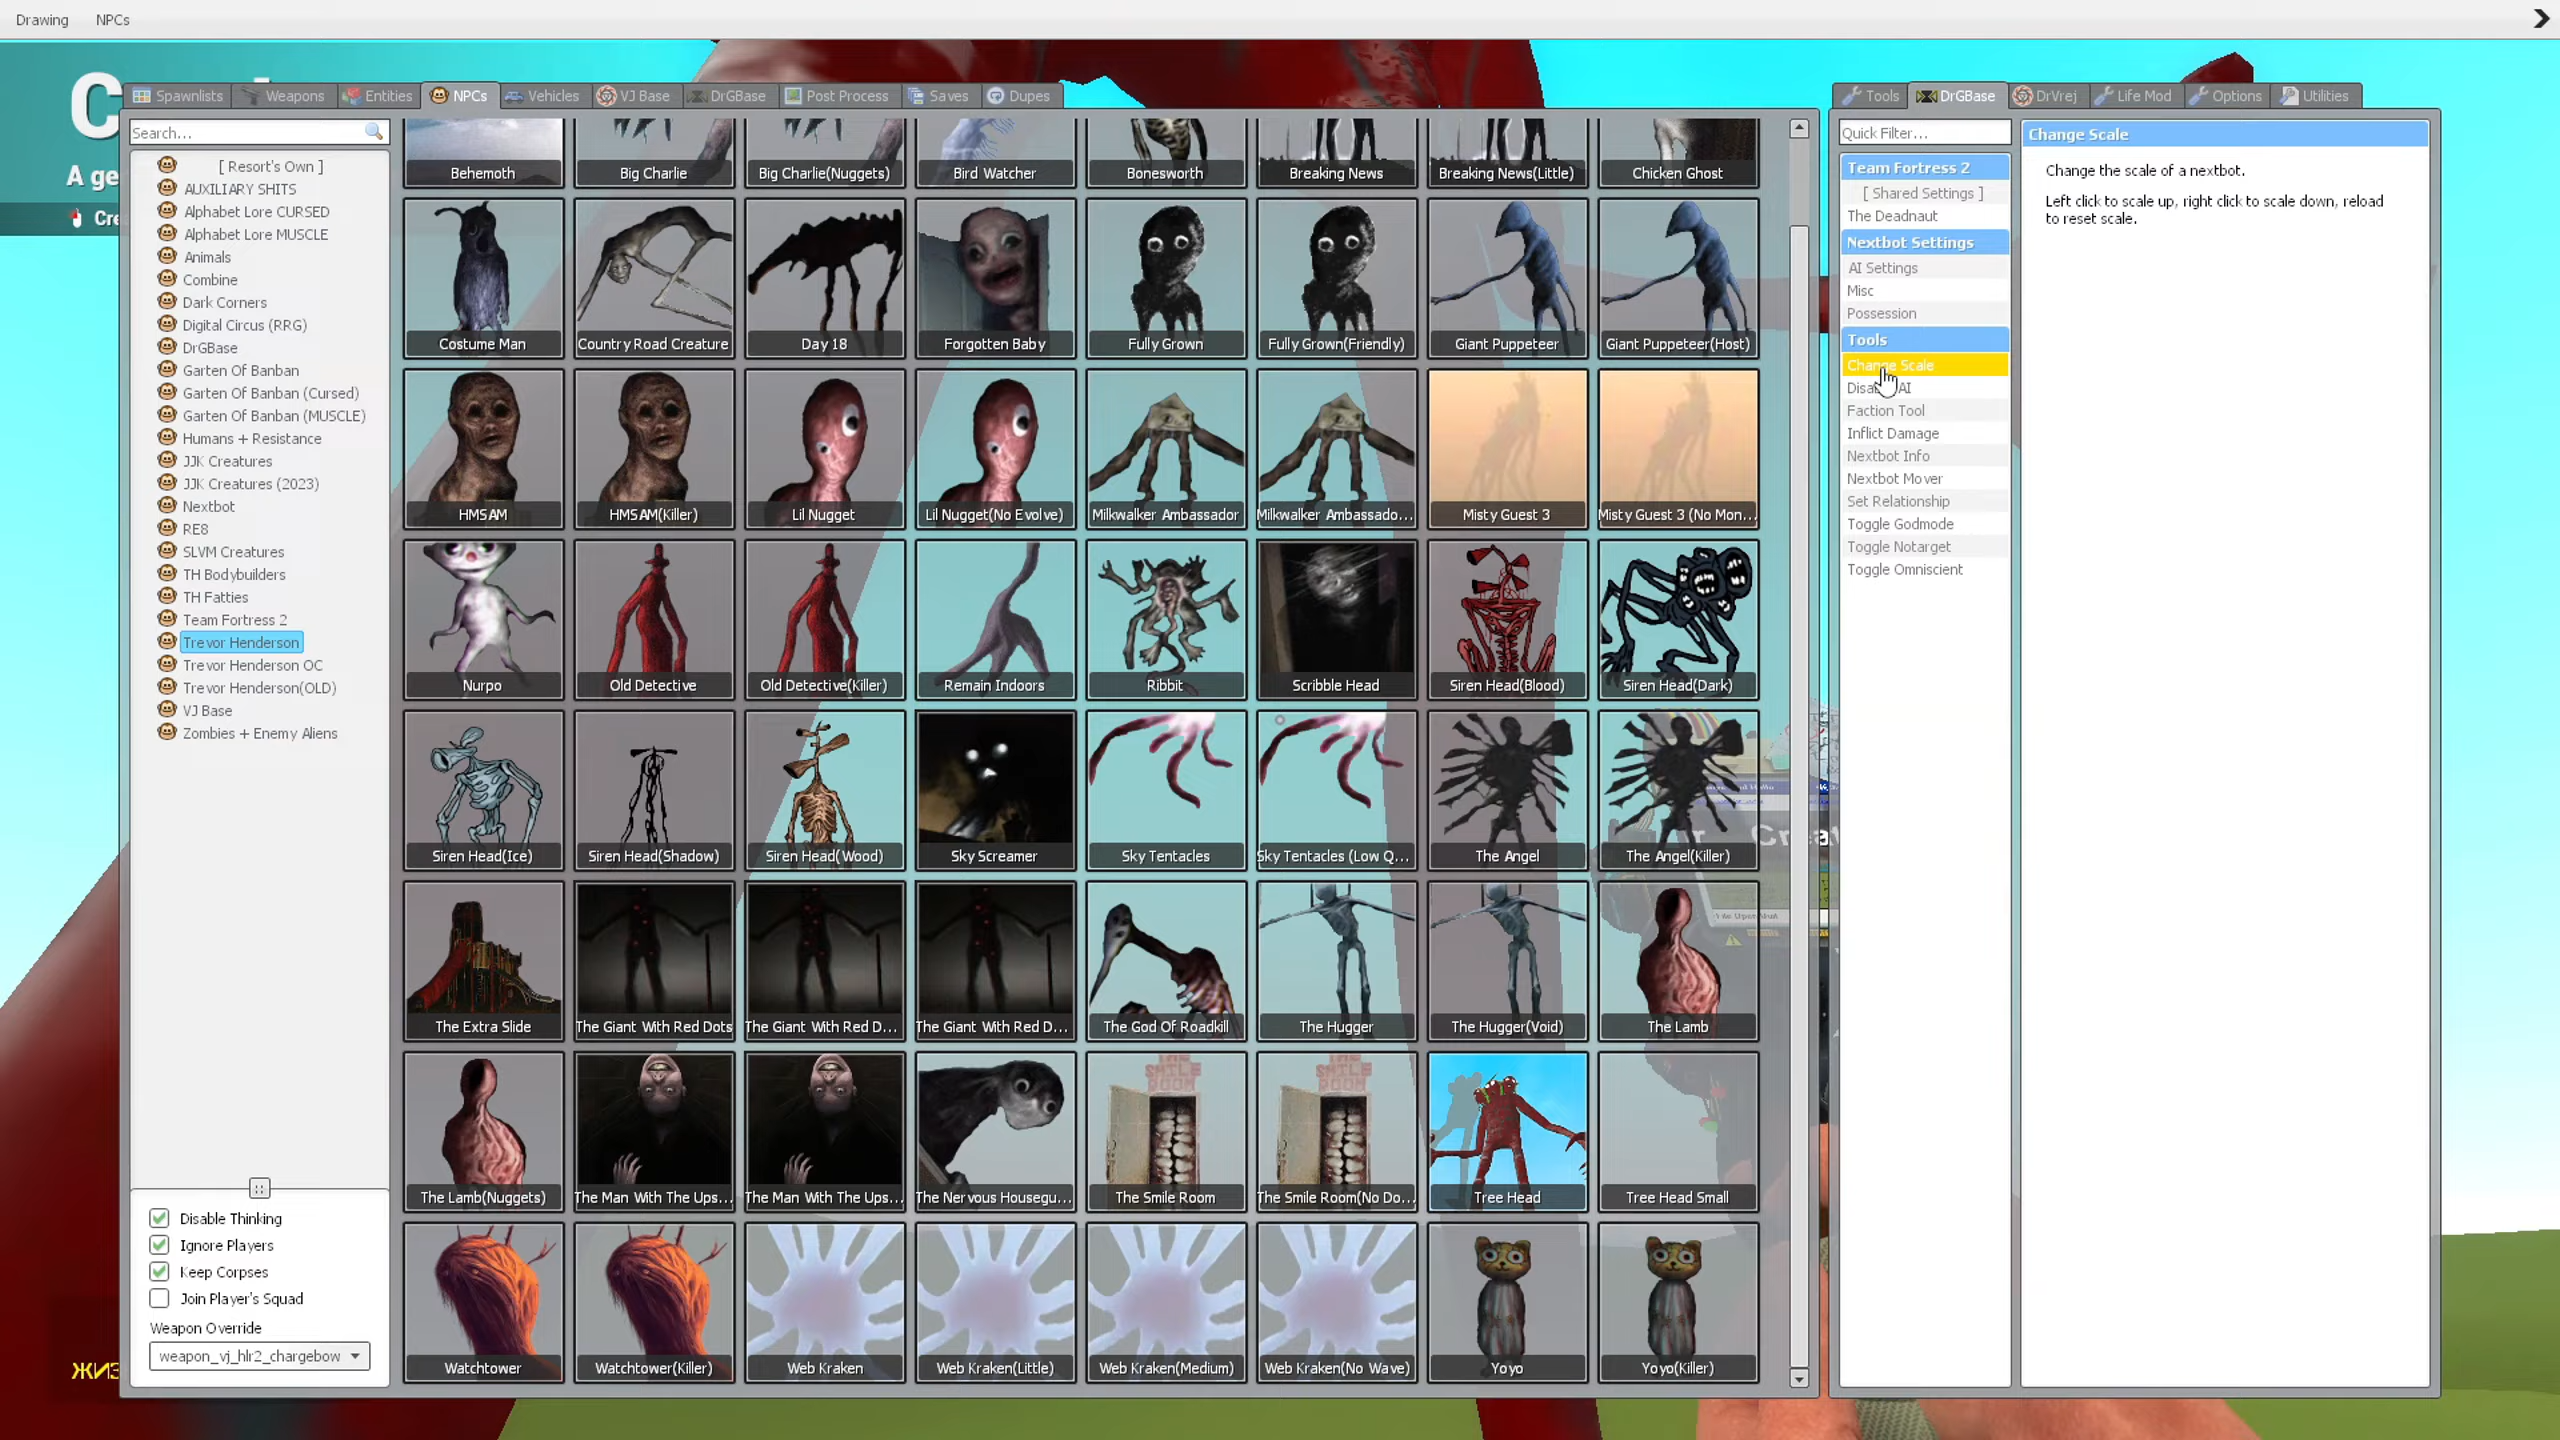 Drawing NPCs
Spawnlists Weapons Entities NPCs Vehicles VJ Base DrGBase Post Process Saves Dupes
Search...
[ Resort's Own ]
AUXILIARY SHITS
Alphabet Lore CURSED
Alphabet Lore MUSCLE
Animals
Combine
Dark Corners
Digital Circus (RRG)
DrGBase
Garten Of Banban
Garten Of Banban (Cursed)
Garten Of Banban (MUSCLE)
Humans + Resistance
JJK Creatures
JJK Creatures (2023)
Nextbot
RE8
SLVM Creatures
TH Bodybuilders
TH Fatties
Team Fortress 2
Trevor Henderson
Trevor Henderson OC
Trevor Henderson(OLD)
VJ Base
Zombies + Enemy Aliens
Disable Thinking
Ignore Players
Keep Corpses
Join Player's Squad
Weapon Override
weapon_vj_hlr2_chargebow
Behemoth Big Charlie Big Charlie(Nuggets) Bird Watcher Bonesworth Breaking News Breaking News(Little) Chicken Ghost
Costume Man Country Road Creature Day 18 Forgotten Baby Fully Grown Fully Grown(Friendly) Giant Puppeteer Giant Puppeteer(Host)
HMSAM HMSAM(Killer) Lil Nugget Lil Nugget(No Evolve) Milkwalker Ambassador Milkwalker Ambassado... Misty Guest 3 Misty Guest 3 (No Mon...
Nurpo Old Detective Old Detective(Killer) Remain Indoors Ribbit Scribble Head Siren Head(Blood) Siren Head(Dark)
Siren Head(Ice) Siren Head(Shadow) Siren Head(Wood) Sky Screamer Sky Tentacles Sky Tentacles (Low Q... The Angel The Angel(Killer)
The Extra Slide The Giant With Red Dots The Giant With Red D... The Giant With Red D... The God Of Roadkill The Hugger The Hugger(Void) The Lamb
THE SMILE ROOM THE SMILE ROOM
The Lamb(Nuggets) The Man With The Ups... The Man With The Ups... The Nervous Housegu... The Smile Room The Smile Room(No Do... Tree Head Tree Head Small
Watchtower Watchtower(Killer) Web Kraken Web Kraken(Little) Web Kraken(Medium) Web Kraken(No Wave) Yoyo Yoyo(Killer)
Tools DrGBase DrVrej Life Mod Options Utilities
Quick Filter...
Team Fortress 2
[ Shared Settings ]
The Deadnaut
Nextbot Settings
AI Settings
Misc
Possession
Tools
Change Scale
Disable AI
Faction Tool
Inflict Damage
Nextbot Info
Nextbot Mover
Set Relationship
Toggle Godmode
Toggle Notarget
Toggle Omniscient
Change Scale
Change the scale of a nextbot.
Left click to scale up, right click to scale down, reload
to reset scale.
C
A ge
Cre
ЖИЗ